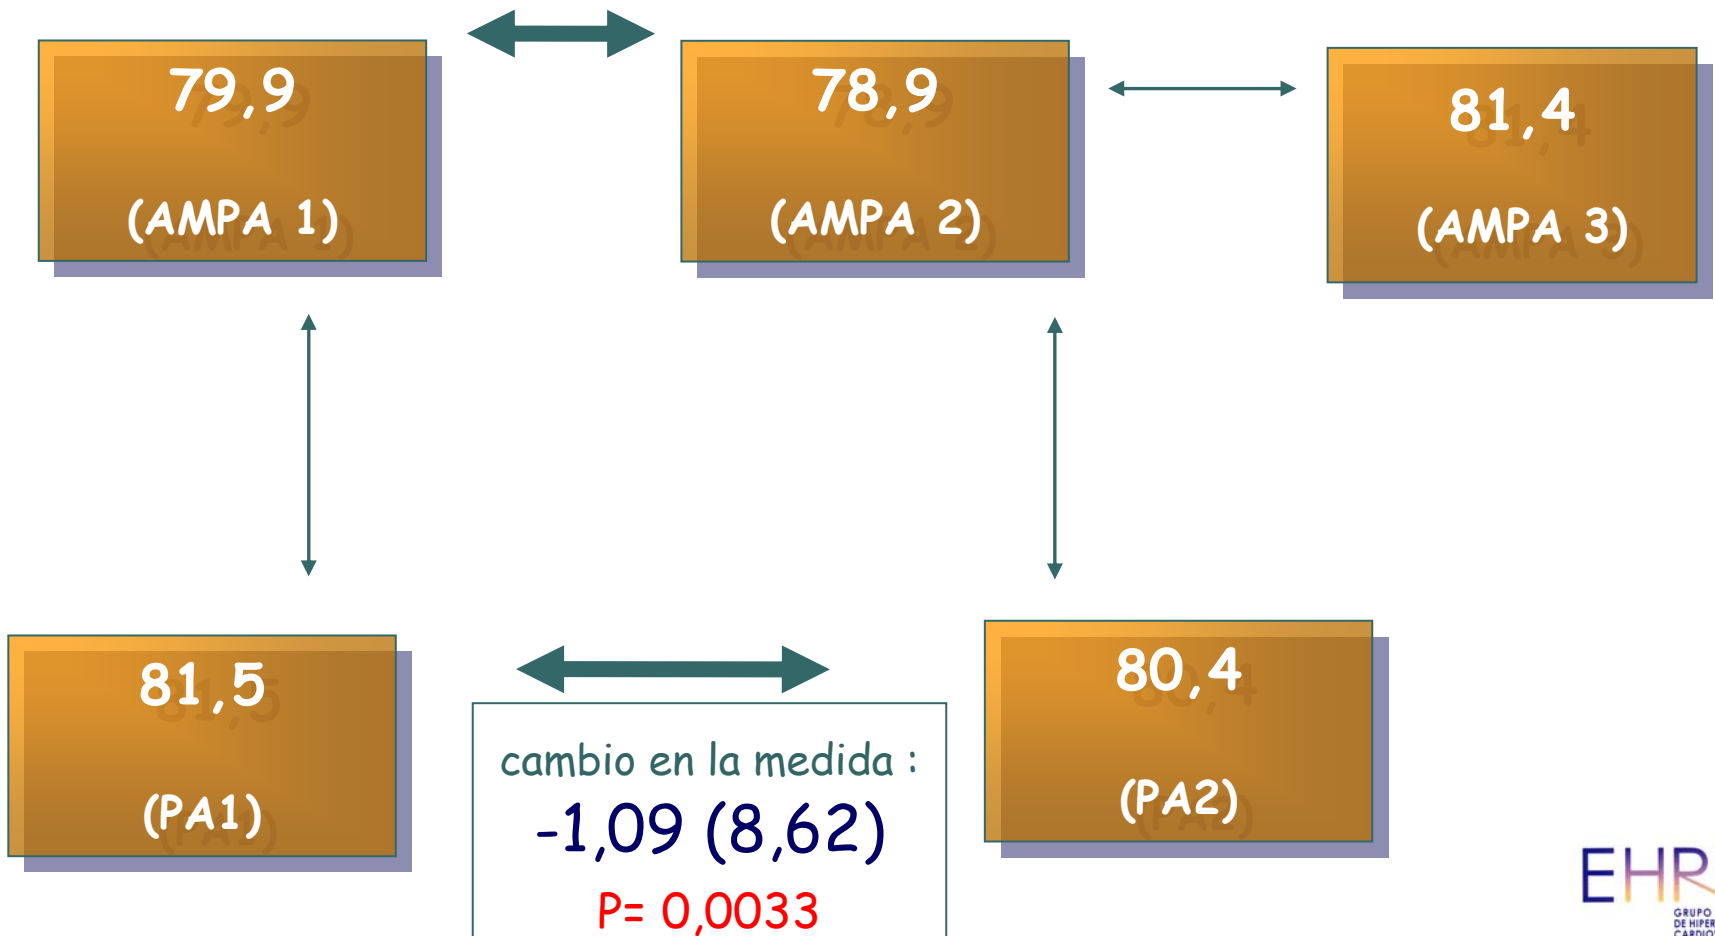 79,9
(AMPA 1)
78,9
(AMPA 2)
81,4
(AMPA 3)
81,5
(PA1)
cambio en la medida :
-1,09 (8,62)
P= 0,0033
80,4
(PA2)
EHR
GRUPO